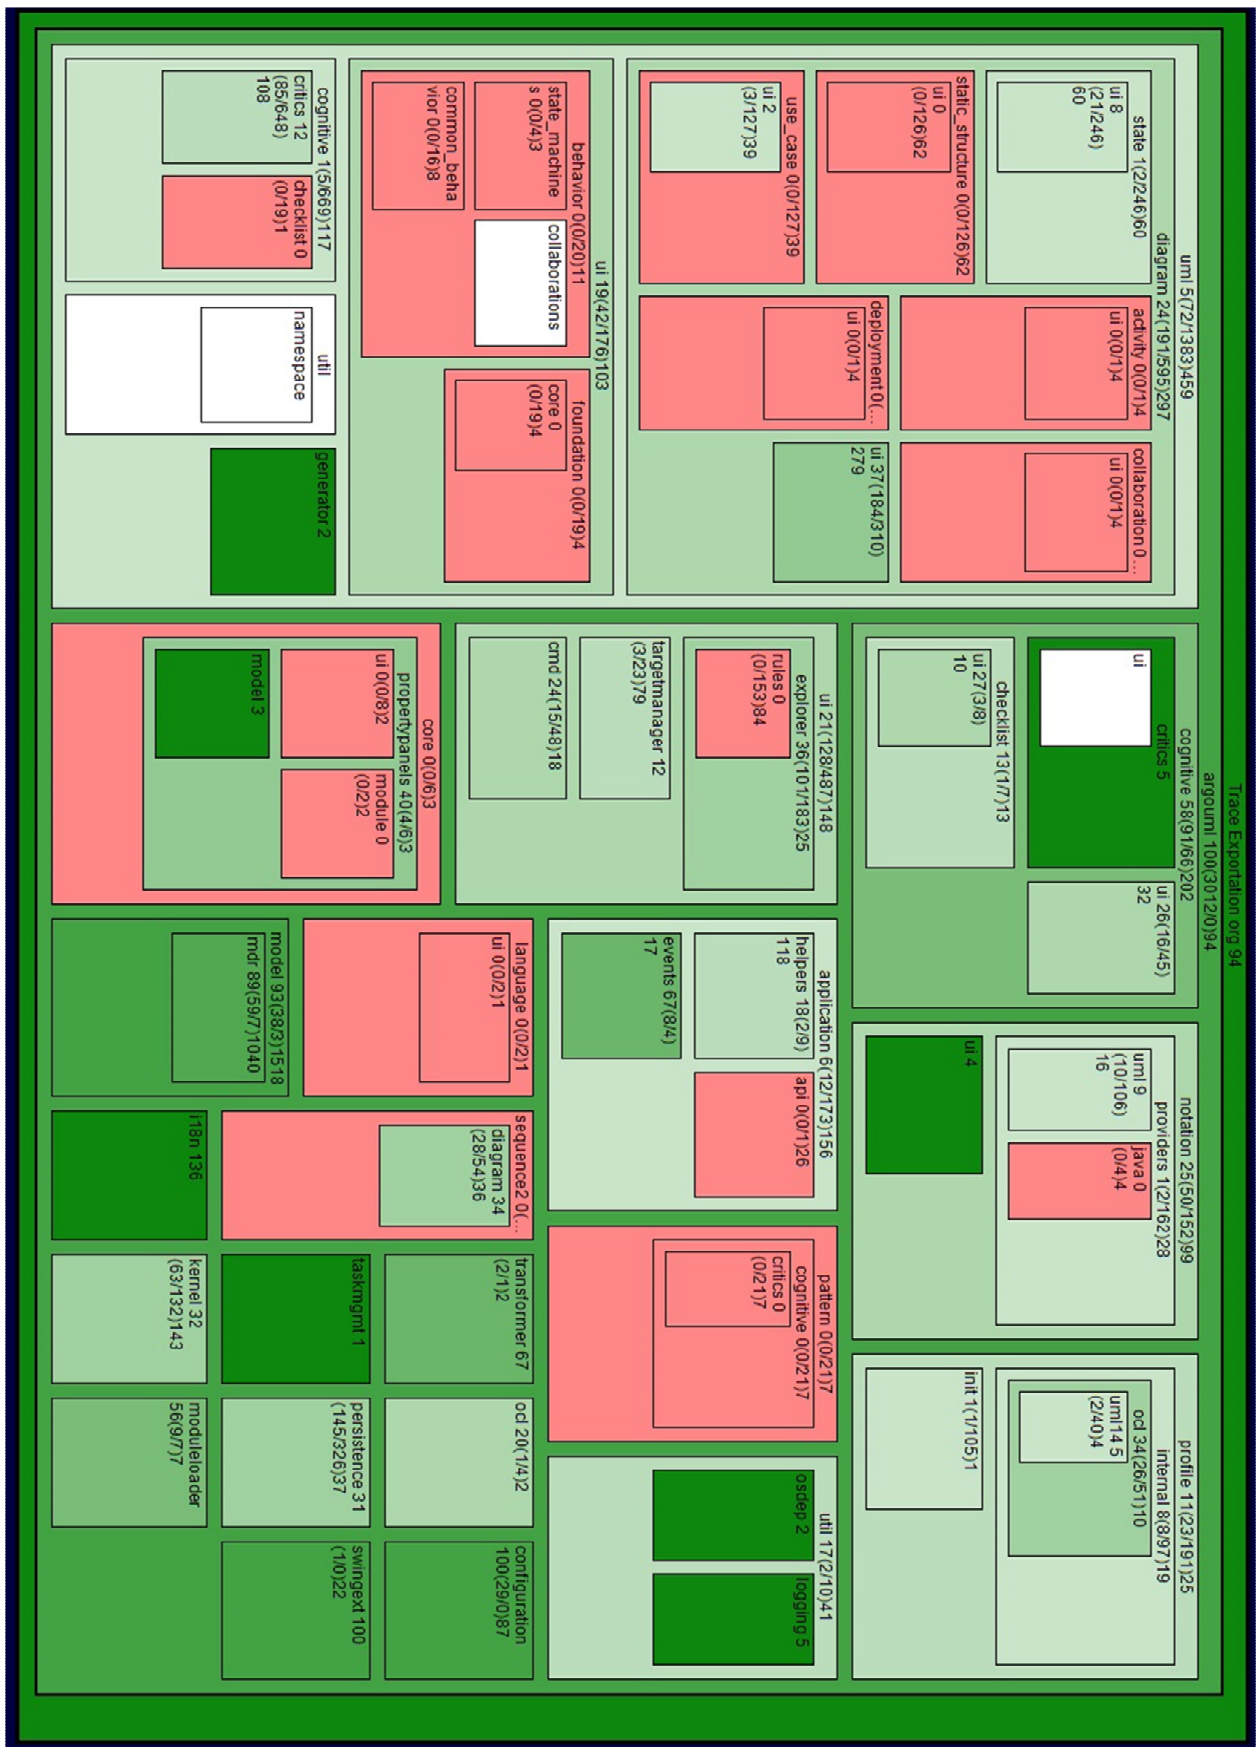 Trace Exportation org 94
argouml 100(3012/0)94
uml 5(72/1383)459
diagram 24(191/595)297
state 1(2/246)60
ui 8
(21/246)
60
activity 0(0/1)4
ui 0(0/1)4
collaboration 0...
ui 0(0/1)4
static_structure 0(0/126)62
ui 0
(0/126)62
use_case 0(0/127)39
ui 2
(3/127)39
deployment 0(...
ui 0(0/1)4
ui 37(184/310)
279
ui 19(42/176)103
behavior 0(0/20)11
state_machine
s 0(0/4)3
collaborations
common_beha
vior 0(0/16)8
foundation 0(0/19)4
core 0
(0/19)4
cognitive 1(5/669)117
critics 12
(85/648)
108
checklist 0
(0/19)1
util
namespace
generator 2
cognitive 58(91/66)202
critics 5
ui
ui 26(16/45)
32
checklist 13(1/7)13
ui 27(3/8)
10
notation 25(50/152)99
providers 1(2/162)28
uml 9
(10/106)
16
java 0
(0/4)4
ui 4
profile 11(23/191)25
internal 8(8/97)19
ocl 34(26/51)10
uml14 5
(2/40)4
init 1(1/105)1
ui 21(128/487)148
explorer 36(101/183)25
rules 0
(0/153)84
targetmanager 12
(3/23)79
cmd 24(15/48)18
application 6(12/173)156
helpers 18(2/9)
118
api 0(0/1)26
events 67(8/4)
17
pattern 0(0/21)7
cognitive 0(0/21)7
critics 0
(0/21)7
util 17(2/10)41
osdep 2
logging 5
core 0(0/6)3
propertypanels 40(4/6)3
ui 0(0/8)2
module 0
(0/2)2
model 3
language 0(0/2)1
ui 0(0/2)1
sequence2 0(...
diagram 34
(28/54)36
transformer 67
(2/1)2
ocl 20(1/4)2
configuration
100(29/0)87
taskmgmt 1
persistence 31
(145/326)37
swingext 100
(1/0)22
model 93(38/3)1518
mdr 89(59/7)1040
i18n 136
kernel 32
(63/132)143
moduleloader
56(9/7)7